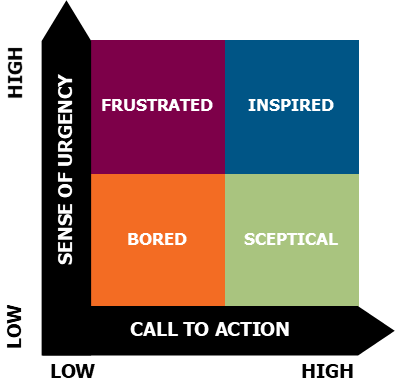 HIGH
SENSE OF URGENCY
FRUSTRATED
INSPIRED
BORED
SCEPTICAL
LOW
CALL TO ACTION
LOW
HIGH